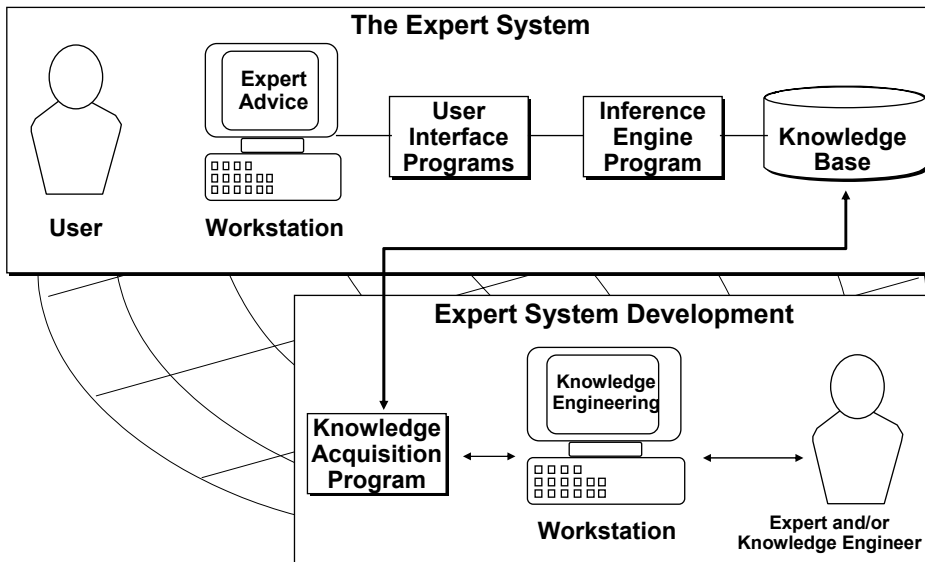 The Expert System
Expert
Advice
User
Interface
Programs
Inference
Engine
Program
Knowledge
Base
User
Workstation
Expert System Development
Knowledge
Engineering
Knowledge
Acquisition
Program
Workstation
Expert and/or
Knowledge Engineer